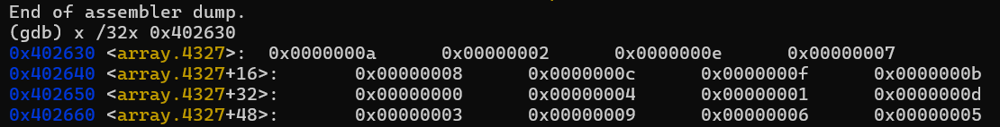 End of assembler dump.
(gdb) x /32x 0x402630
0x402630 <array.4327>: 0x0000000a 0x00000002 0x0000000e 0x00000007
0x402640 <array.4327+16>: 0x00000008 0x0000000c 0x0000000f 0x0000000b
0x402650 <array.4327+32>: 0x00000000 0x00000004 0x00000001 0x0000000d
0x402660 <array.4327+48>: 0x00000003 0x00000009 0x00000006 0x00000005